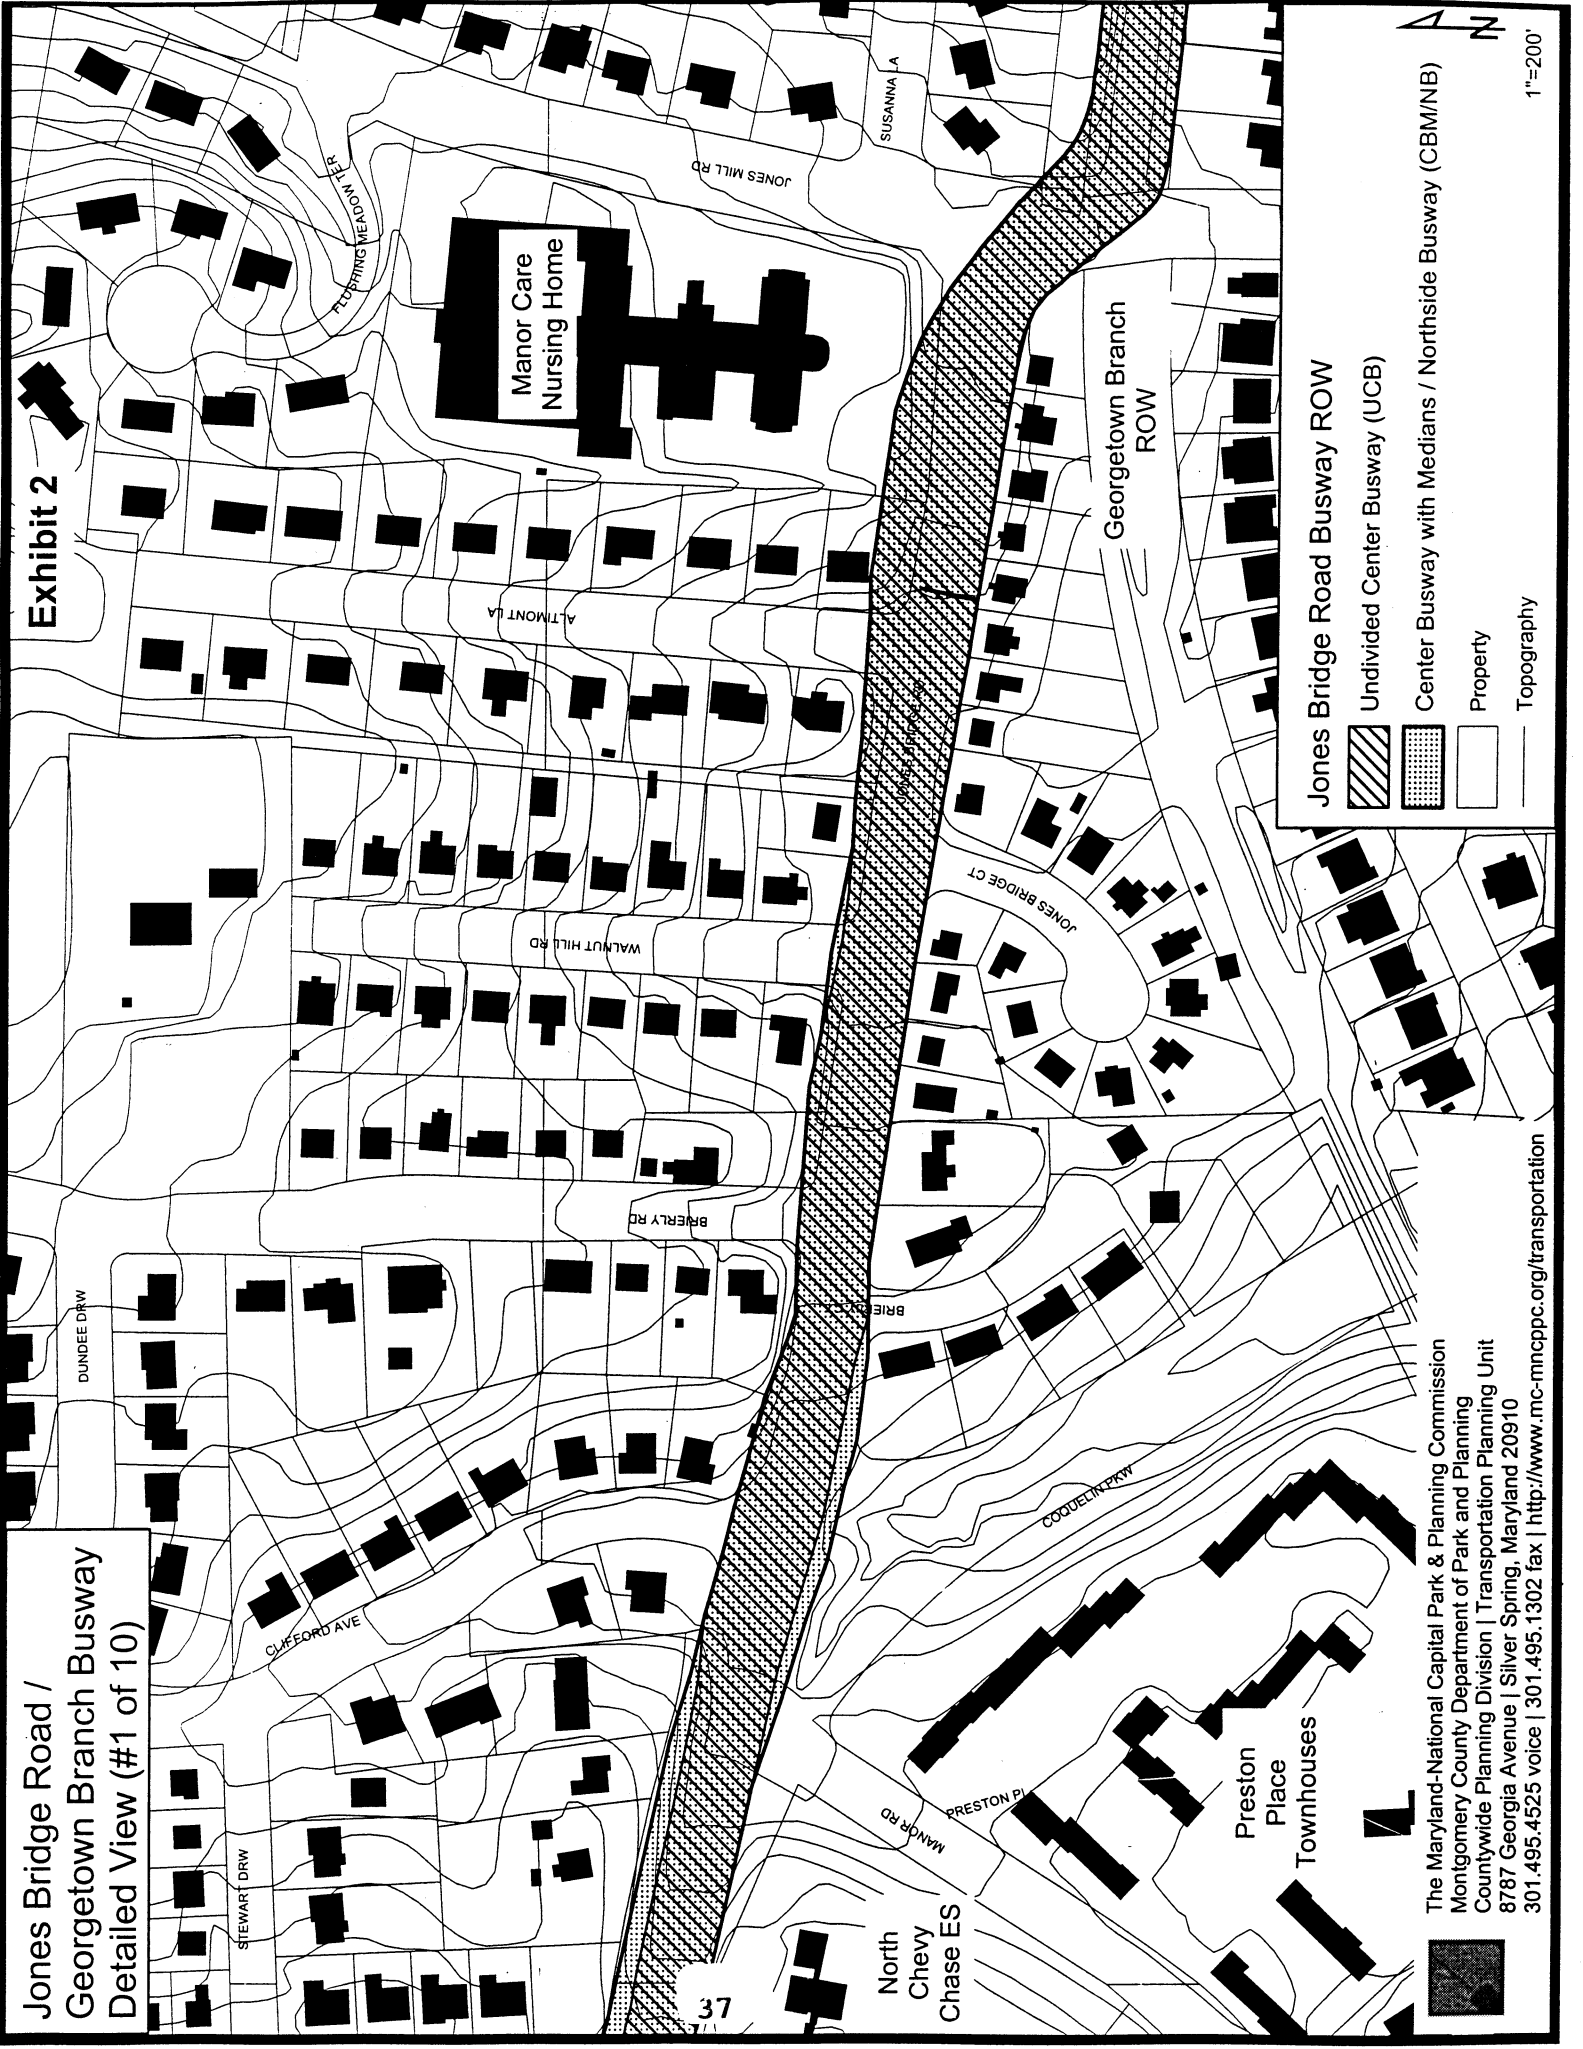 Jones Bridge Road /
Georgetown Branch Busway
Detailed View (#1 of 10)
Exhibit 2
DUNDEE DRW
STEWART DRW
CLIFFORD AVE
BRIERLY RD
WALNUT HILL RD
ALTIMONT LA
FLUSHING MEADOW TER
Manor Care
Nursing Home
JONES MILL RD
SUSANNA LA
JONES BRIDGE RD
JONES BRIDGE CT
Georgetown Branch
ROW
COQUELIN PKW
MANOR RD
PRESTON PL
Preston
Place
Townhouses
North
Chevy
Chase ES
37
Jones Bridge Road Busway ROW
Undivided Center Busway (UCB)
Center Busway with Medians / Northside Busway (CBM/NB)
Property
Topography
N
1"=200'
The Maryland-National Capital Park & Planning Commission
Montgomery County Department of Park and Planning
Countywide Planning Division | Transportation Planning Unit
8787 Georgia Avenue | Silver Spring, Maryland 20910
301.495.4525 voice | 301.495.1302 fax | http://www.mc-mncppc.org/transportation